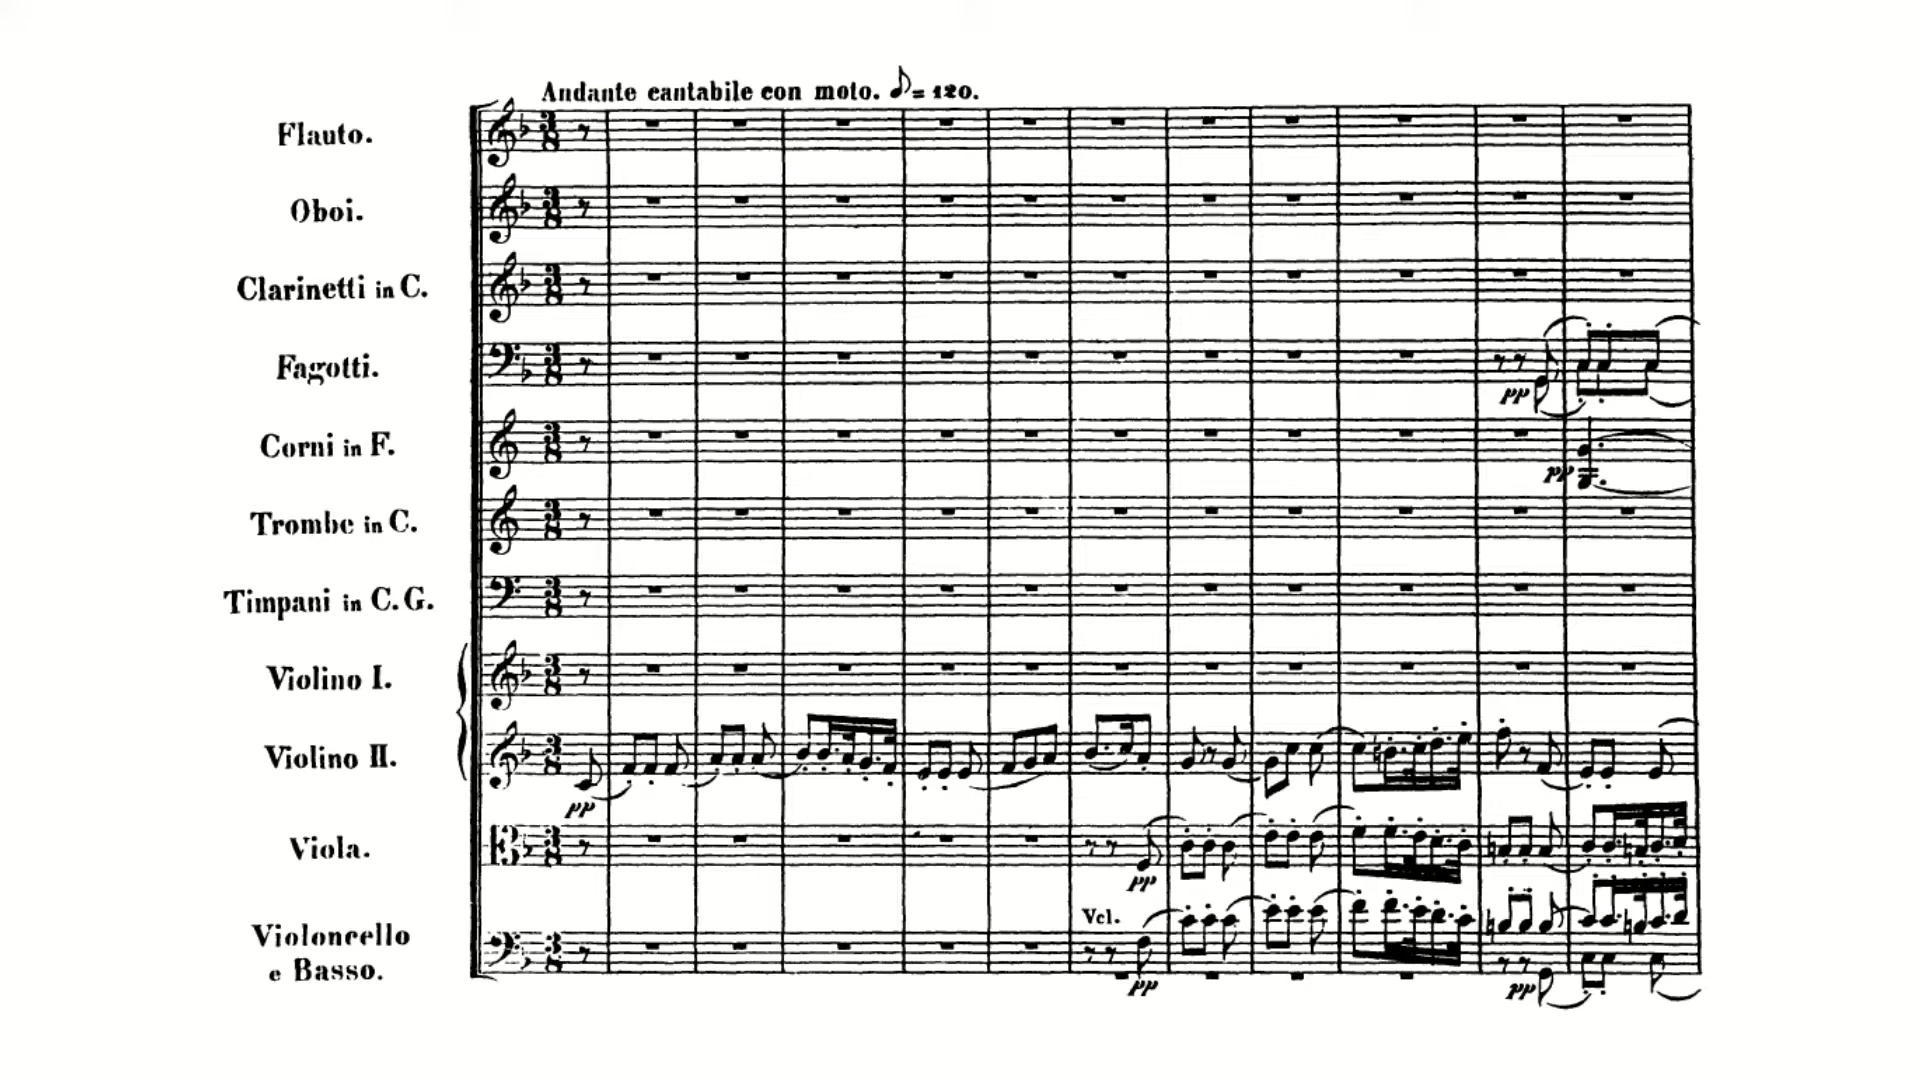 Andante cantabile con moto. ♪= 120.
Flauto.
Oboi.
Clarinetti in C.
Fagotti.
pp
Corni in F.
pp
Trombe in C.
Timpani in C. G.
Violino I.
Violino II.
pp
Viola.
pp
Vcl.
Violoncello
e Basso.
pp
pp